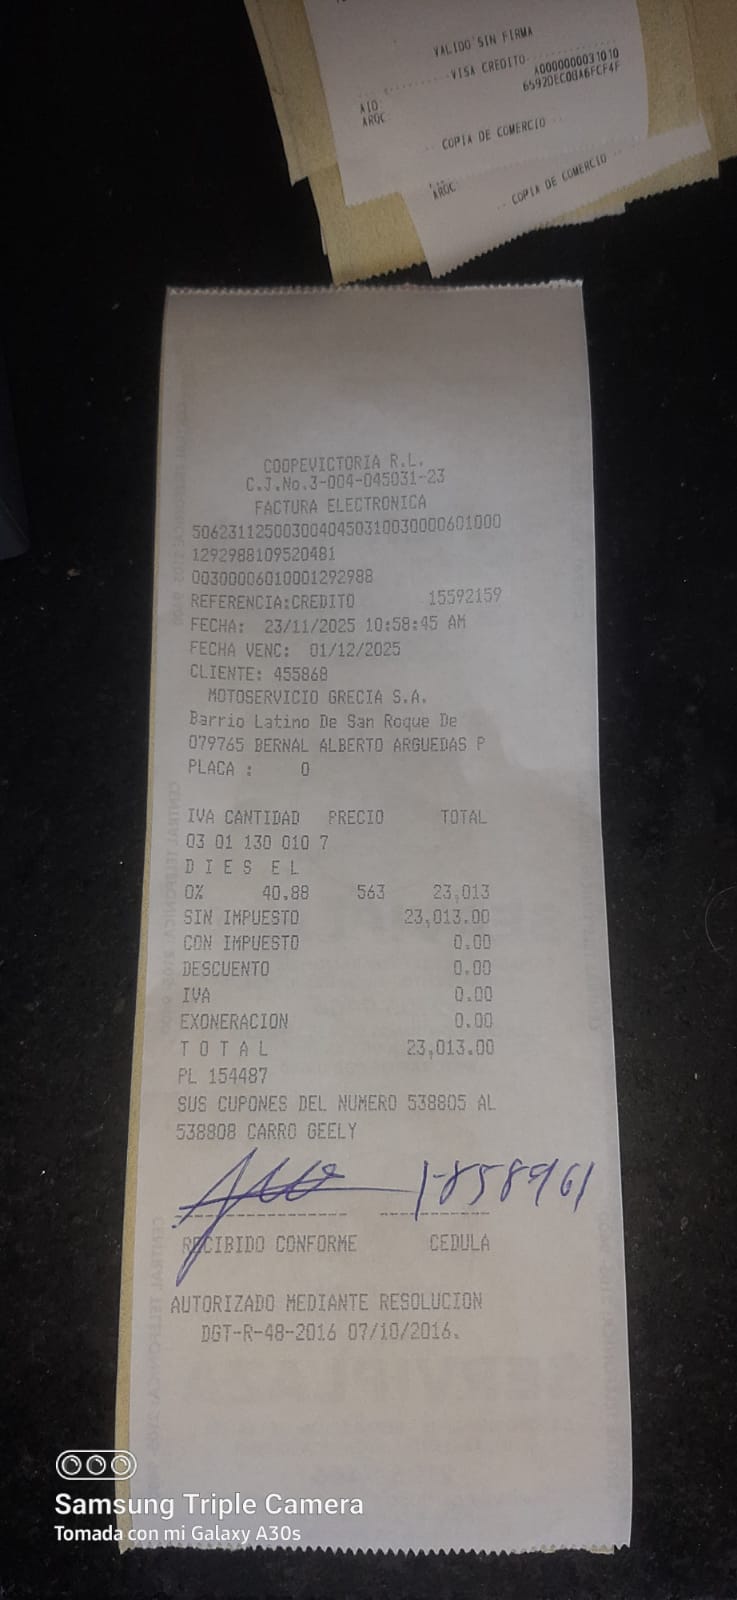 VALIDO SIN FIRMA
VISA CREDITO
AID A0000000031010
ARQC 6592DEC0BA6FCF4F
COPIA DE COMERCIO
ARQC
COPIA DE COMERCIO
COOPEVICTORIA R.L.
C.J.No.3-004-045031-23
FACTURA ELECTRONICA
50623112500300404503100300006010000
1292988109520481
00300006010001292988
REFERENCIA:CREDITO 15592159
FECHA: 23/11/2025 10:58:45 AM
FECHA VENC: 01/12/2025
CLIENTE: 455868
MOTOSERVICIO GRECIA S.A.
Barrio Latino De San Roque De
079765 BERNAL ALBERTO ARGUEDAS P
PLACA : 0
IVA CANTIDAD PRECIO TOTAL
03 01 130 010 7
D I E S E L
0% 40.88 563 23,013
SIN IMPUESTO 23,013.00
CON IMPUESTO 0.00
DESCUENTO 0.00
IVA 0.00
EXONERACION 0.00
T O T A L 23,013.00
PL 154487
SUS CUPONES DEL NUMERO 538805 AL
538808 CARRO GEELY
1-858961
RECIBIDO CONFORME CEDULA
AUTORIZADO MEDIANTE RESOLUCION
DGT-R-48-2016 07/10/2016.
Samsung Triple Camera
Tomada con mi Galaxy A30s